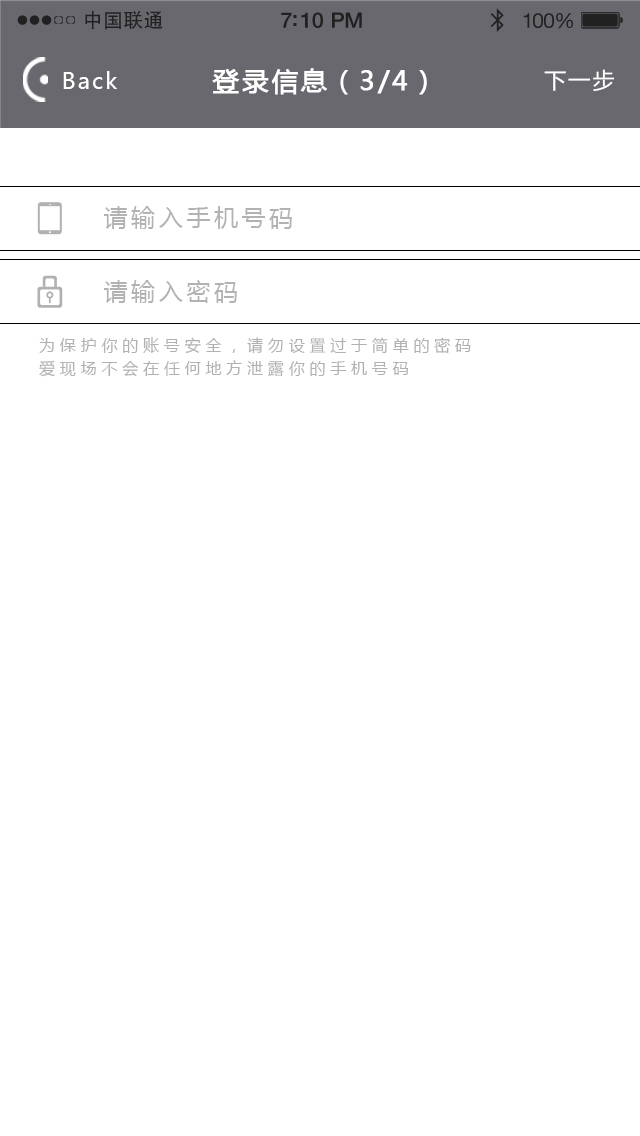 中国联通 7:10 PM 100%
Back 登录信息（3/4） 下一步
请输入手机号码
请输入密码
为保护你的账号安全，请勿设置过于简单的密码
爱现场不会在任何地方泄露你的手机号码